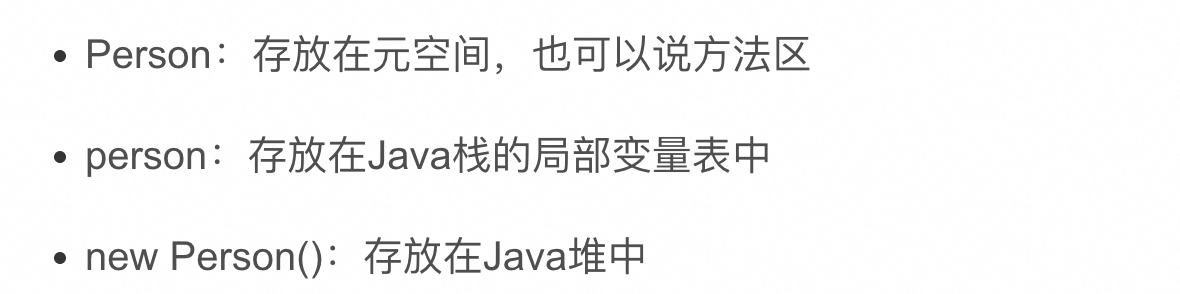 • Person：存放在元空间，也可以说方法区
• person：存放在Java栈的局部变量表中
• new Person()：存放在Java堆中